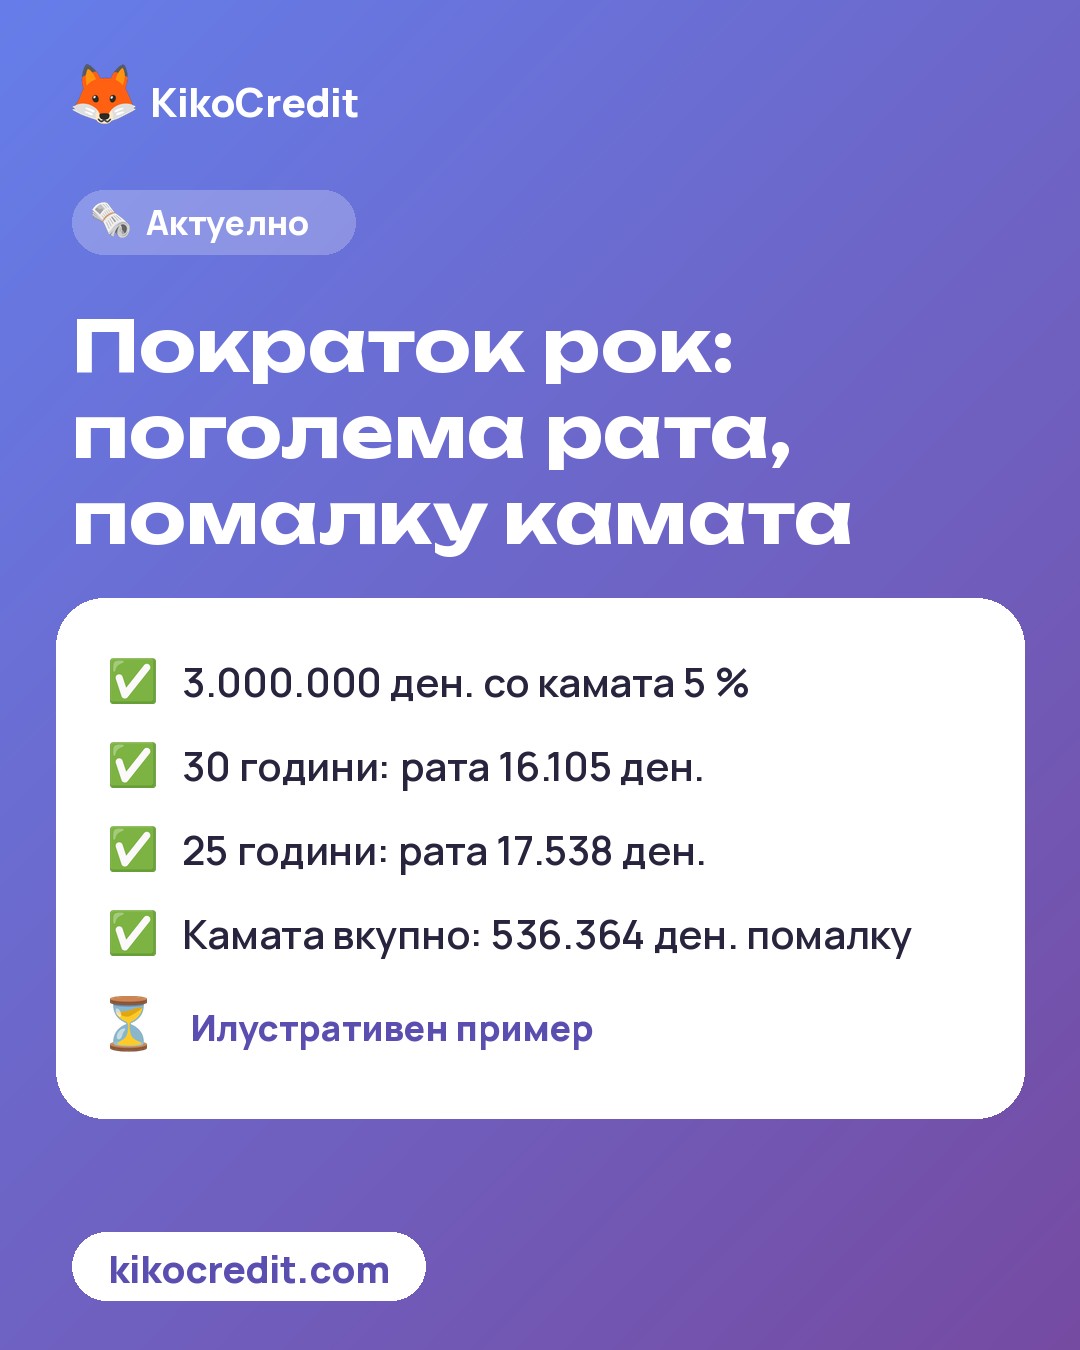 KikoCredit
Актуелно
Пократок рок:
поголема рата,
помалку камата
3.000.000 ден. со камата 5 %
30 години: рата 16.105 ден.
25 години: рата 17.538 ден.
Камата вкупно: 536.364 ден. помалку
Илустративен пример
kikocredit.com